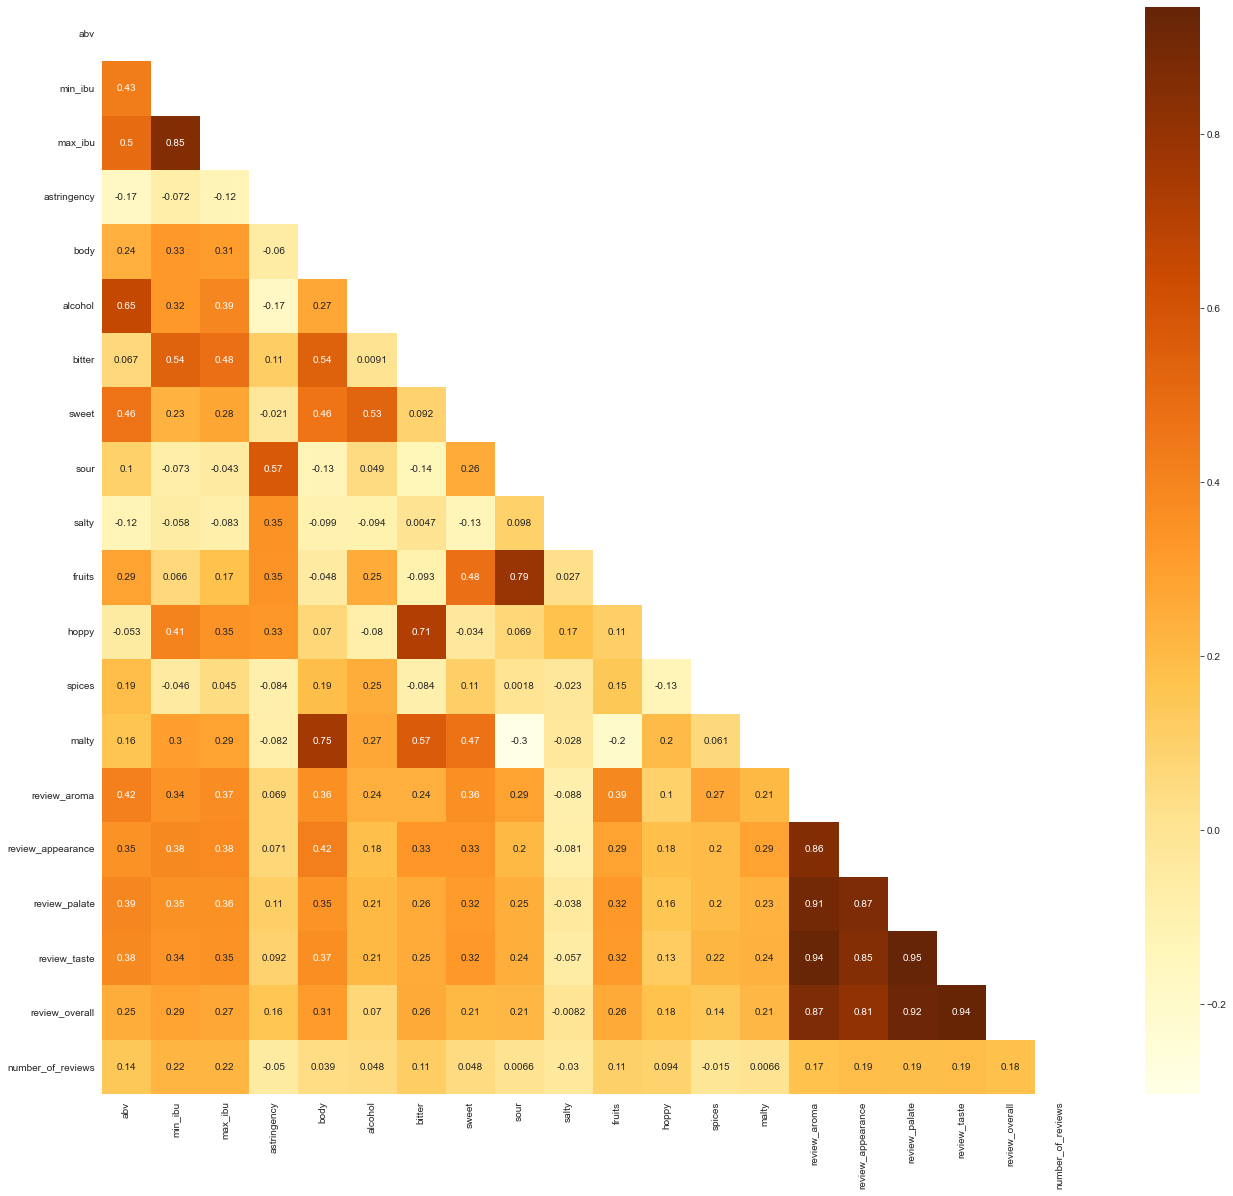 abv
min_ibu 0.43
max_ibu 0.5 0.85
0.8
astringency -0.17 -0.072 -0.12
body 0.24 0.33 0.31 -0.06
alcohol 0.65 0.32 0.39 -0.17 0.27
0.6
bitter 0.067 0.54 0.48 0.11 0.54 0.0091
sweet 0.46 0.23 0.28 -0.021 0.46 0.53 0.092
sour 0.1 -0.073 -0.043 0.57 -0.13 0.049 -0.14 0.26
0.4
salty -0.12 -0.058 -0.083 0.35 -0.099 -0.094 0.0047 -0.13 0.098
fruits 0.29 0.066 0.17 0.35 -0.048 0.25 -0.093 0.48 0.79 0.027
hoppy -0.053 0.41 0.35 0.33 0.07 -0.08 0.71 -0.034 0.069 0.17 0.11
0.2
spices 0.19 -0.046 0.045 -0.084 0.19 0.25 -0.084 0.11 0.0018 -0.023 0.15 -0.13
malty 0.16 0.3 0.29 -0.082 0.75 0.27 0.57 0.47 -0.3 -0.028 -0.2 0.2 0.061
review_aroma 0.42 0.34 0.37 0.069 0.36 0.24 0.24 0.36 0.29 -0.088 0.39 0.1 0.27 0.21
0.0
review_appearance 0.35 0.38 0.38 0.071 0.42 0.18 0.33 0.33 0.2 -0.081 0.29 0.18 0.2 0.29 0.86
review_palate 0.39 0.35 0.36 0.11 0.35 0.21 0.26 0.32 0.25 -0.038 0.32 0.16 0.2 0.23 0.91 0.87
review_taste 0.38 0.34 0.35 0.092 0.37 0.21 0.25 0.32 0.24 -0.057 0.32 0.13 0.22 0.24 0.94 0.85 0.95
−0.2
review_overall 0.25 0.29 0.27 0.16 0.31 0.07 0.26 0.21 0.21 -0.0082 0.26 0.18 0.14 0.21 0.87 0.81 0.92 0.94
number_of_reviews 0.14 0.22 0.22 -0.05 0.039 0.048 0.11 0.048 0.0066 -0.03 0.11 0.094 -0.015 0.0066 0.17 0.19 0.19 0.19 0.18
abv
min_ibu
max_ibu
astringency
body
alcohol
bitter
sweet
sour
salty
fruits
hoppy
spices
malty
review_aroma
review_appearance
review_palate
review_taste
review_overall
number_of_reviews